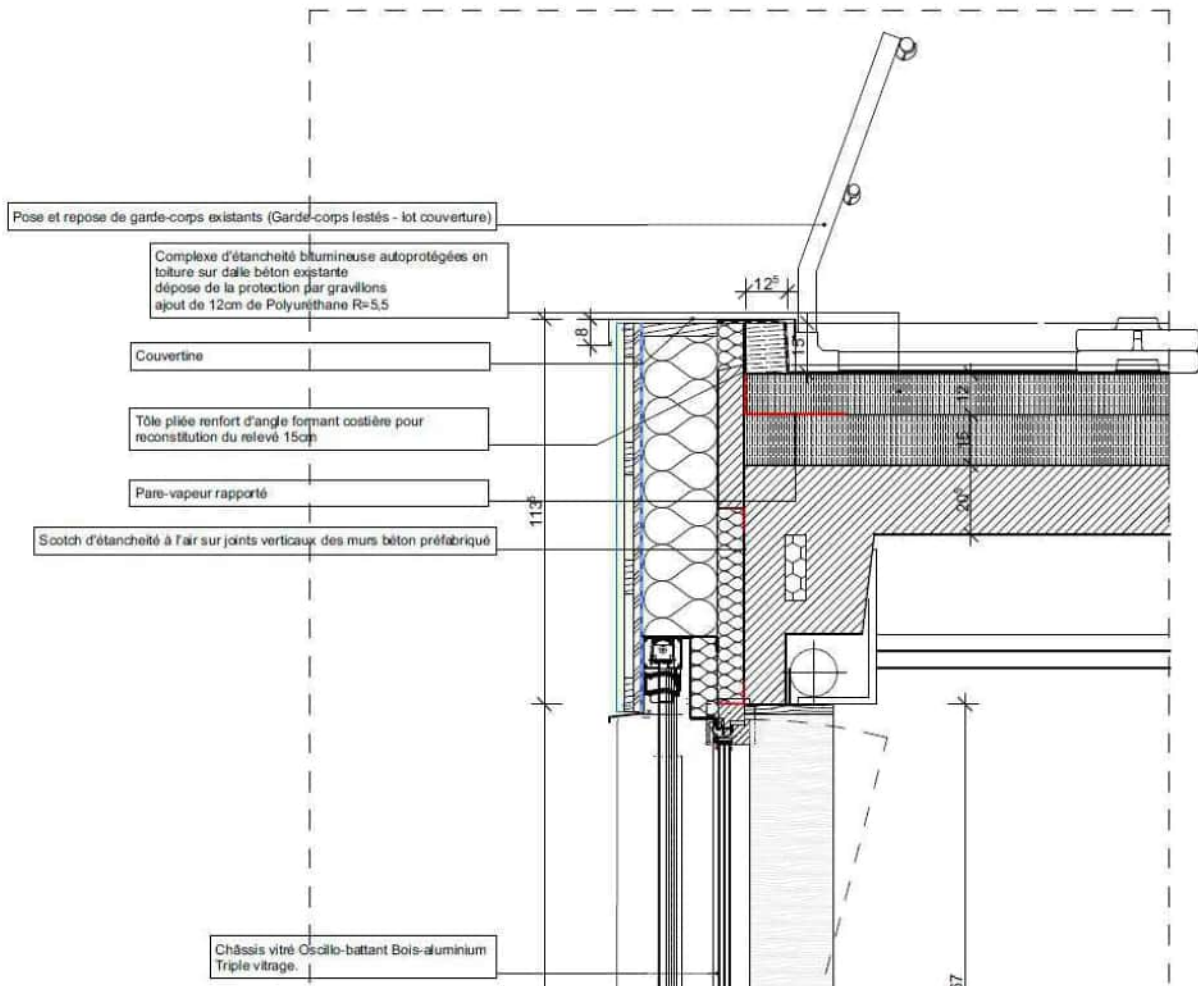 Pose et repose de garde-corps existants (Garde-corps lestés - lot couverture)
Complexe d'étancheité bitumineuse autoprotégées en
toiture sur dalle béton existante
dépose de la protection par gravillons
ajout de 12cm de Polyuréthane R=5,5
12⁵
8
15
Couvertine
12
Tôle pliée renfort d'angle formant costière pour
reconstitution du relevé 15cm
15
Pare-vapeur rapporté
113⁵
20⁵
Scotch d'étancheité à l'air sur joints verticaux des murs béton préfabriqué
Châssis vitré Oscillo-battant Bois-aluminium
Triple vitrage.